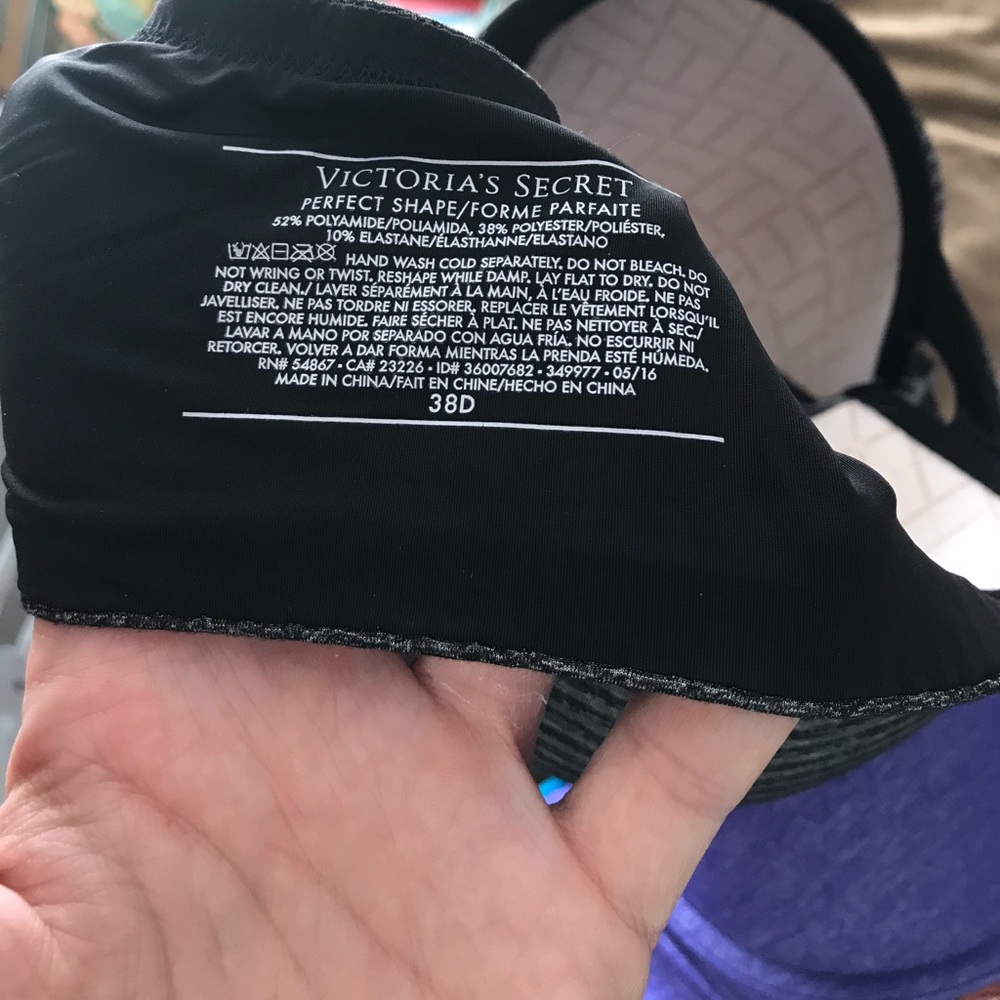 VICTORIA'S SECRET
PERFECT SHAPE/FORME PARFAITE
52% POLYAMIDE/POLIAMIDA, 38% POLYESTER/POLIÉSTER,
10% ELASTANE/ÉLASTHANNE/ELASTANO
HAND WASH COLD SEPARATELY. DO NOT BLEACH. DO
NOT WRING OR TWIST. RESHAPE WHILE DAMP. LAY FLAT TO DRY. DO NOT
DRY CLEAN./ LAVER SÉPARÉMENT À LA MAIN, À L'EAU FROIDE. NE PAS
JAVELLISER. NE PAS TORDRE NI ESSORER. REPLACER LE VÊTEMENT LORSQU'IL
EST ENCORE HUMIDE. FAIRE SÉCHER À PLAT. NE PAS NETTOYER À SEC/
LAVAR A MANO POR SEPARADO CON AGUA FRÍA. NO ESCURRIR NI
RETORCER. VOLVER A DAR FORMA MIENTRAS LA PRENDA ESTÉ HÚMEDA.
RN# 54867 • CA# 23226 • ID# 36007682 • 349977 • 05/16
MADE IN CHINA/FAIT EN CHINE/HECHO EN CHINA
38D